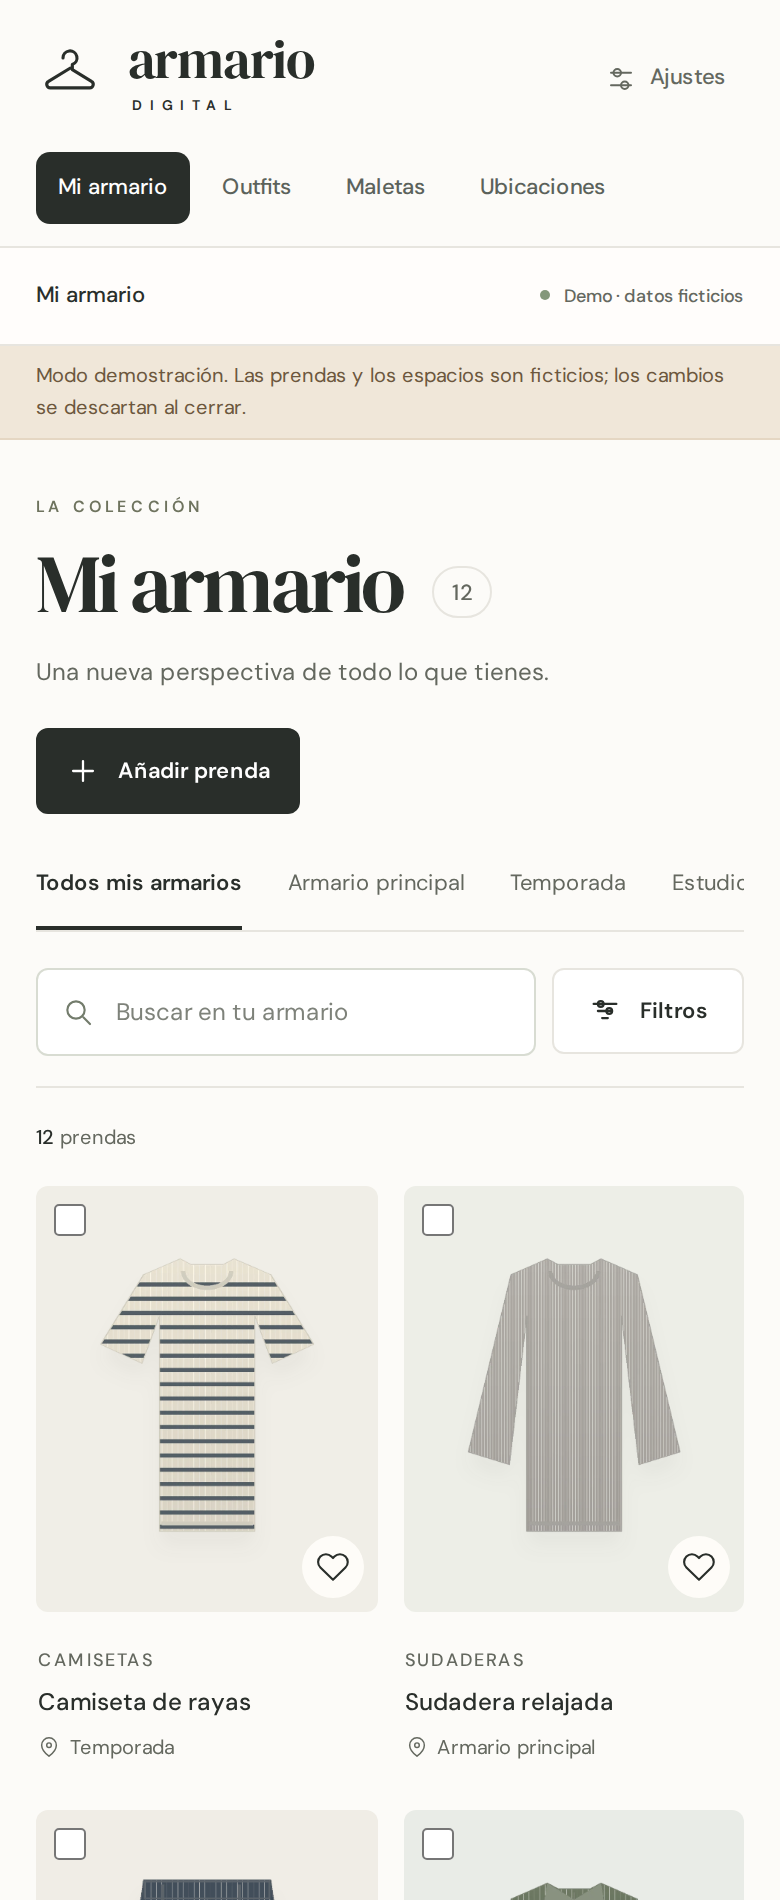 armario
DIGITAL
Ajustes
Mi armario
Outfits
Maletas
Ubicaciones
Mi armario
Demo · datos ficticios
Modo demostración. Las prendas y los espacios son ficticios; los cambios
se descartan al cerrar.
LA COLECCIÓN
Mi armario
12
Una nueva perspectiva de todo lo que tienes.
Añadir prenda
Todos mis armarios
Armario principal
Temporada
Estudio
Buscar en tu armario
Filtros
12 prendas
CAMISETAS
Camiseta de rayas
Temporada
SUDADERAS
Sudadera relajada
Armario principal